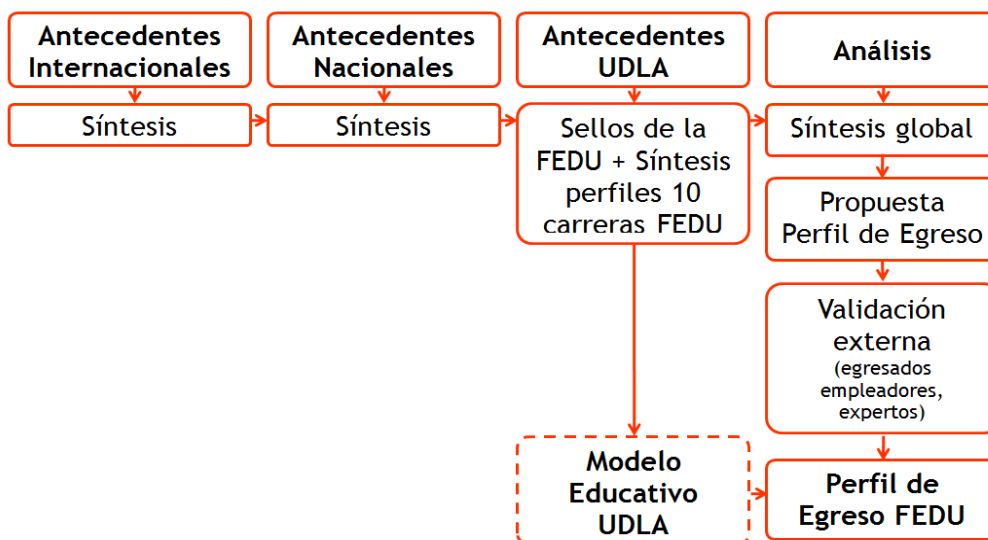 Antecedentes
Internacionales
Antecedentes
Nacionales
Antecedentes
UDLA
Análisis
Síntesis
Síntesis
Sellos de la
FEDU + Síntesis
perfiles 10
carreras FEDU
Síntesis global
Propuesta
Perfil de Egreso
Validación
externa
(egresados
empleadores,
expertos)
Modelo
Educativo
UDLA
Perfil de
Egreso FEDU